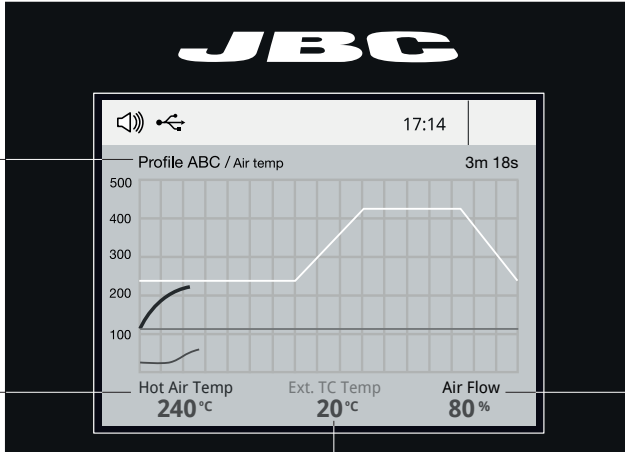 JBC
17:14
Profile ABC / Air temp 3m 18s
500
400
300
200
100
Hot Air Temp Ext. TC Temp Air Flow
240 °C 20 °C 80 %